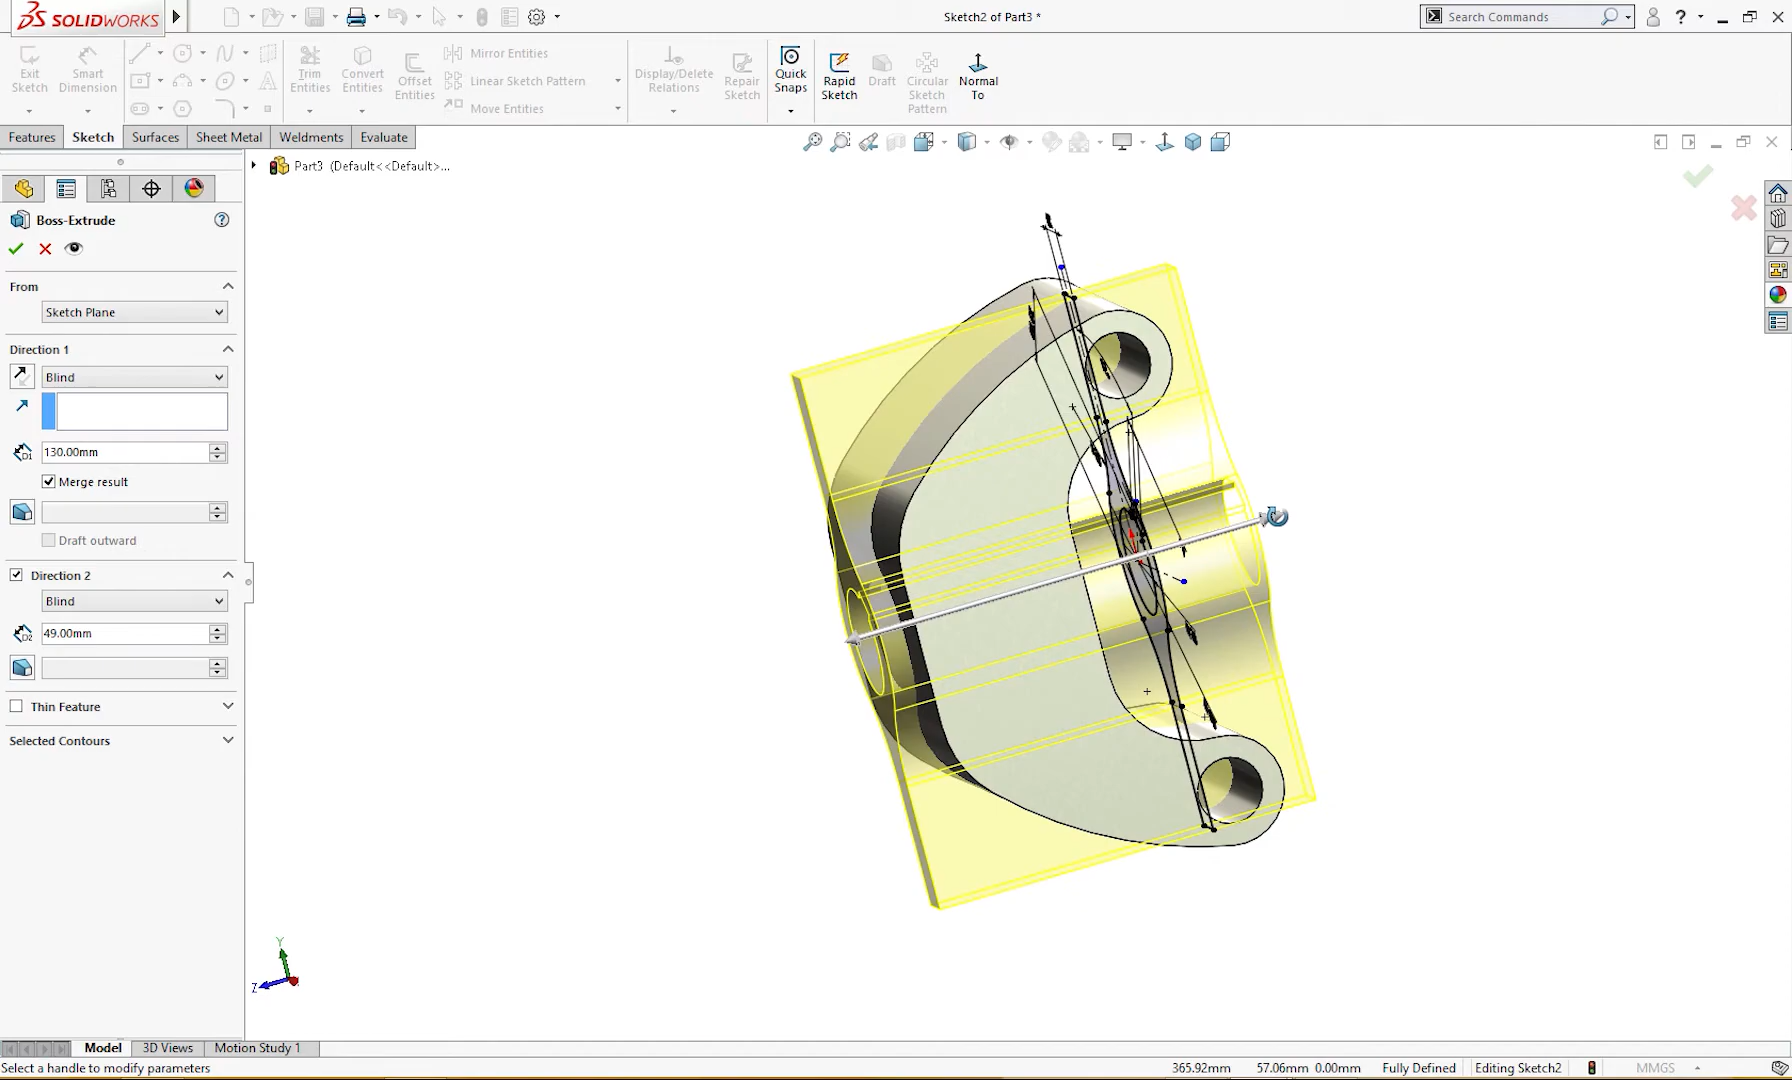 SOLIDWORKS
Sketch2 of Part3 *
Search Commands
Exit Sketch
Smart Dimension
Trim Entities
Convert Entities
Offset Entities
Mirror Entities
Linear Sketch Pattern
Move Entities
Display/Delete Relations
Repair Sketch
Quick Snaps
Rapid Sketch
Draft
Circular Sketch Pattern
Normal To
Features
Sketch
Surfaces
Sheet Metal
Weldments
Evaluate
Part3 (Default<<Default>...
Boss-Extrude
From
Sketch Plane
Direction 1
Blind
130.00mm
Merge result
Draft outward
Direction 2
Blind
49.00mm
Thin Feature
Selected Contours
Y
Z
Model
3D Views
Motion Study 1
Select a handle to modify parameters
365.92mm
57.06mm 0.00mm
Fully Defined
Editing Sketch2
MMGS